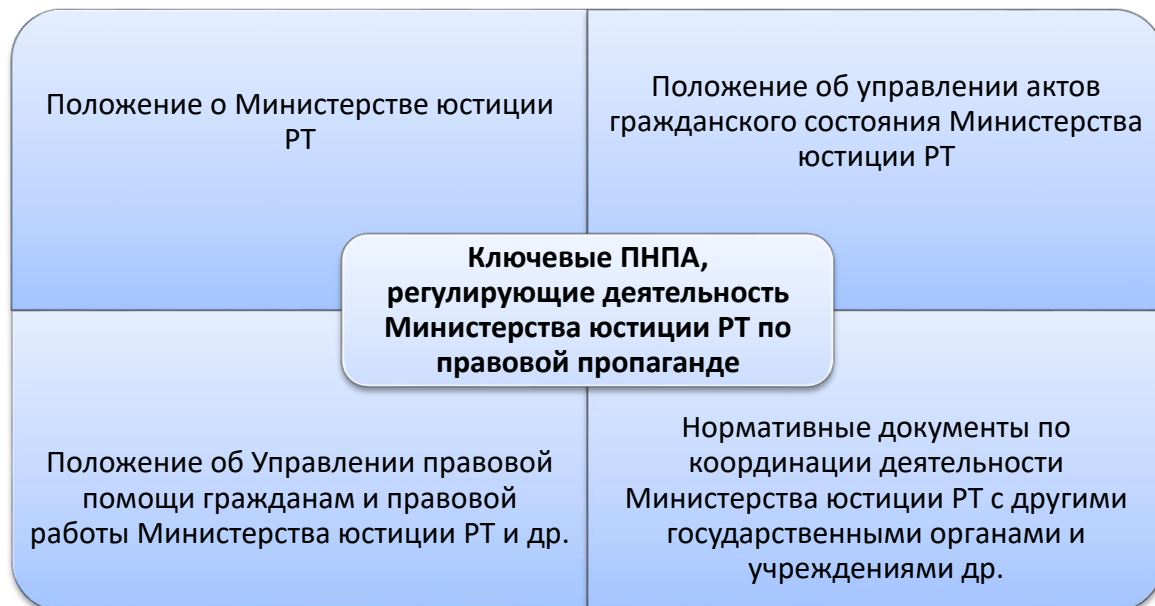 Положение о Министерстве юстиции
РТ
Положение об управлении актов
гражданского состояния Министерства
юстиции РТ
Ключевые ПНПА,
регулирующие деятельность
Министерства юстиции РТ по
правовой пропаганде
Положение об Управлении правовой
помощи гражданам и правовой
работы Министерства юстиции РТ и др.
Нормативные документы по
координации деятельности
Министерства юстиции РТ с другими
государственными органами и
учреждениями др.